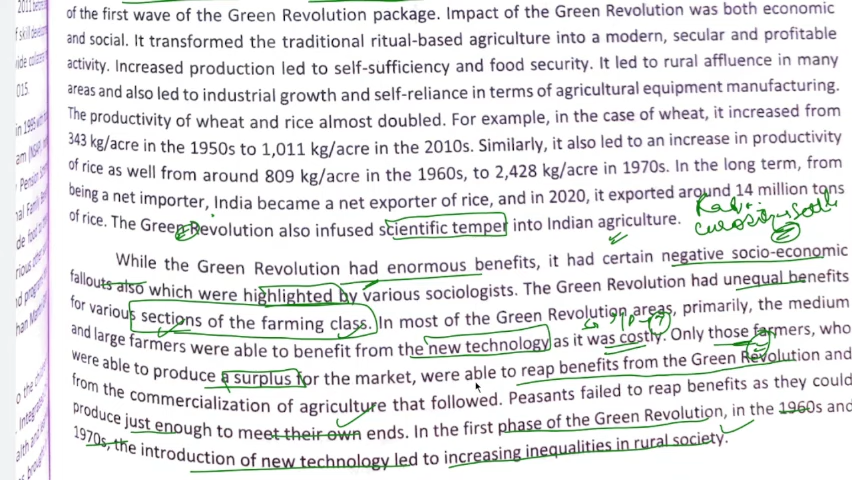 of the first wave of the Green Revolution package. Impact of the Green Revolution was both economic
and social. It transformed the traditional ritual-based agriculture into a modern, secular and profitable
activity. Increased production led to self-sufficiency and food security. It led to rural affluence in many
areas and also led to industrial growth and self-reliance in terms of agricultural equipment manufacturing.
The productivity of wheat and rice almost doubled. For example, in the case of wheat, it increased from
343 kg/acre in the 1950s to 1,011 kg/acre in the 2010s. Similarly, it also led to an increase in productivity
of rice as well from around 809 kg/acre in the 1960s, to 2,428 kg/acre in 1970s. In the long term, from
being a net importer, India became a net exporter of rice, and in 2020, it exported around 14 million tons
of rice. The Green Revolution also infused scientific temper into Indian agriculture.
While the Green Revolution had enormous benefits, it had certain negative socio-economic
fallouts also which were highlighted by various sociologists. The Green Revolution had unequal benefits
for various sections of the farming class. In most of the Green Revolution areas, primarily, the medium
and large farmers were able to benefit from the new technology as it was costly. Only those farmers, who
were able to produce a surplus for the market, were able to reap benefits from the Green Revolution and
from the commercialization of agriculture that followed. Peasants failed to reap benefits as they could
produce just enough to meet their own ends. In the first phase of the Green Revolution, in the 1960s and
1970s, the introduction of new technology led to increasing inequalities in rural society.